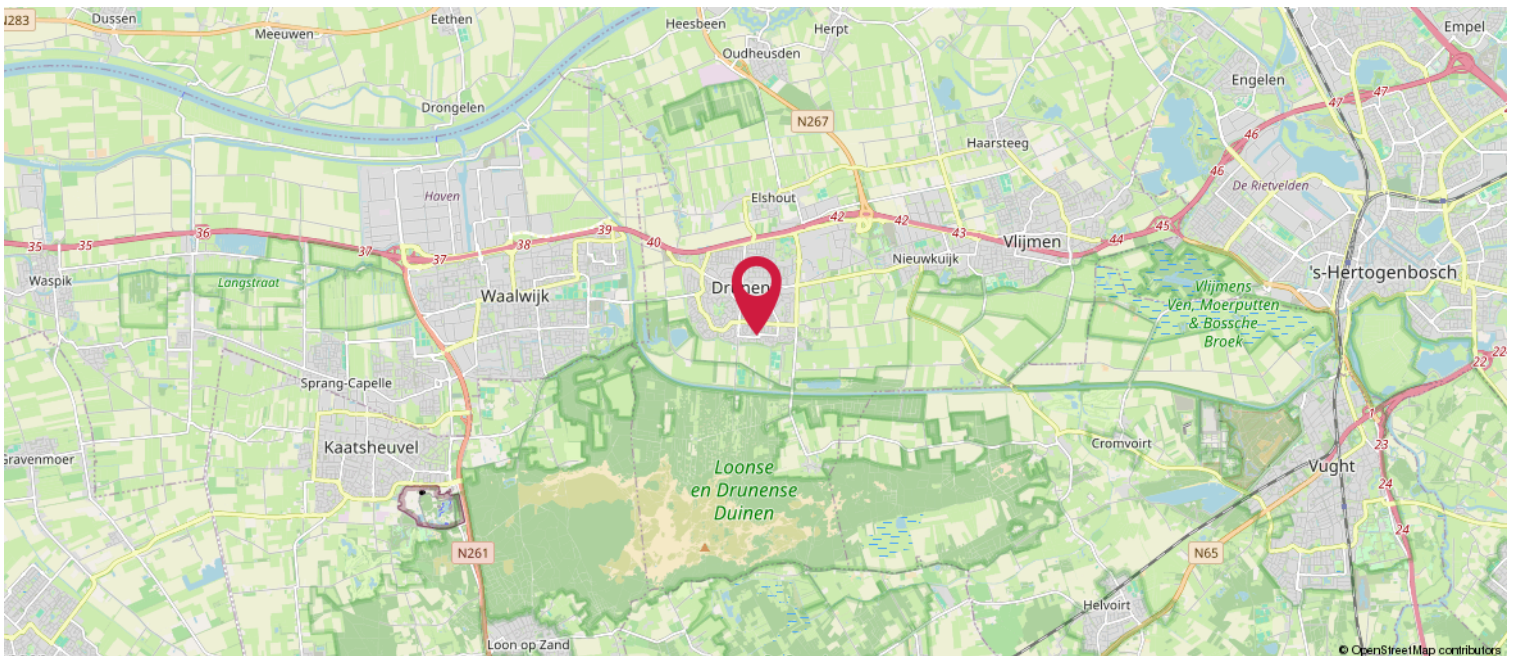 N283
Dussen
Meeuwen
Eethen
Heesbeen
Herpt
Oudheusden
Empel
Engelen
Drongelen
N267
47
47
46
Haarsteeg
46
De Rietvelden
Haven
Elshout
42
42
43
44
45
Vlijmen
35
35
36
37
37
38
39
40
Waspik
Langstraat
Waalwijk
Drunen
Nieuwkuijk
Vlijmens
Ven, Moerputten
& Bossche
Broek
's-Hertogenbosch
22
22
Sprang-Capelle
Kaatsheuvel
Gravenmoer
1
23
24
24
Cromvoirt
Vught
Loonse
en Drunense
Duinen
N261
N65
Helvoirt
Loon op Zand
© OpenStreetMap contributors